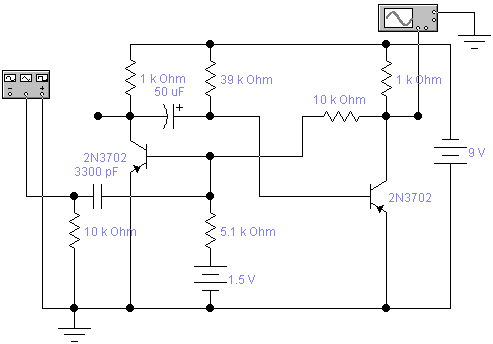 1 k Ohm
39 k Ohm
1 k Ohm
50 uF
+
10 k Ohm
− +
9 V
2N3702
3300 pF
2N3702
10 k Ohm
5.1 k Ohm
1.5 V